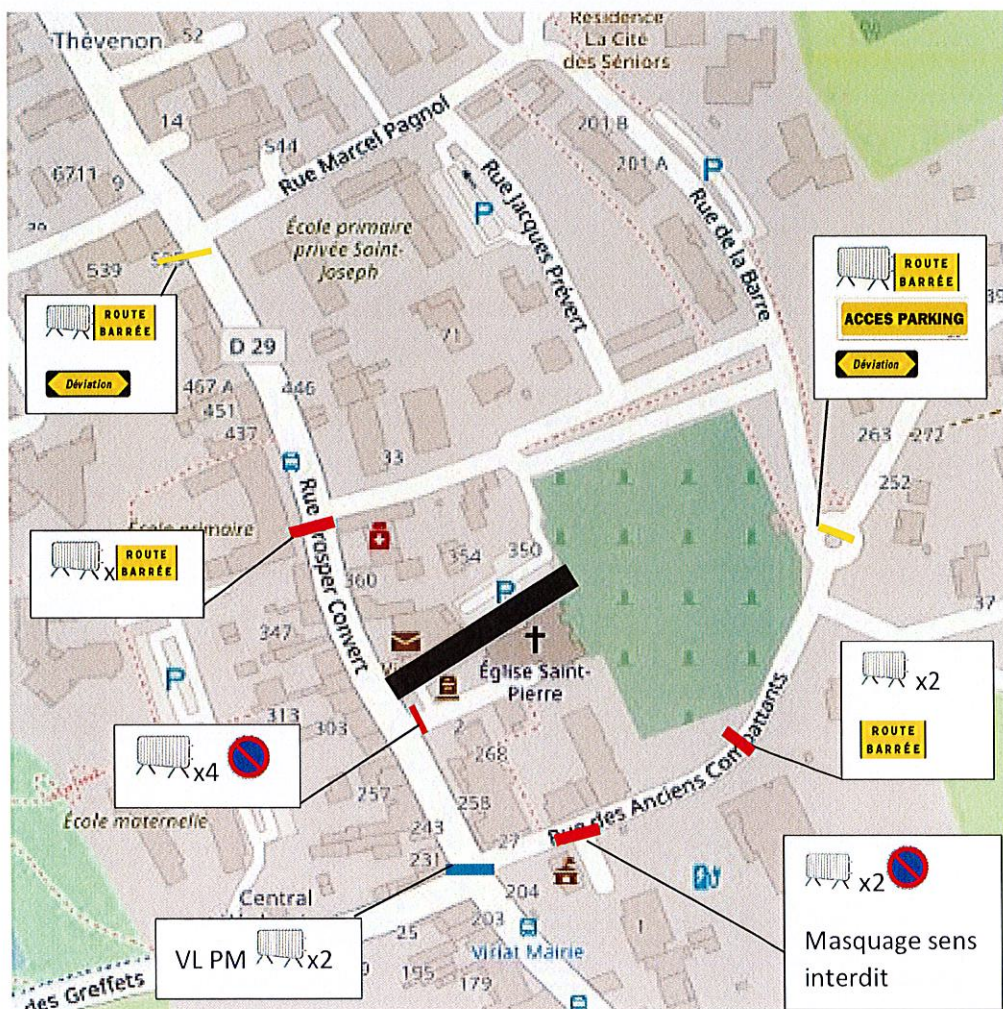 Résidence
La Cité
des Séniors
Thévenon
52
14
544
6711
9
Rue Marcel Pagnol
201 B
201 A
P
École primaire
privée Saint-
Joseph
P
Rue Jacques Prévert
Rue de la Barre
539
71
ROUTE
BARRÉE
Déviation
ROUTE
BARRÉE
ACCES PARKING
Déviation
D 29
467 A
446
451
437
33
263
272
252
École primaire
ROUTE
BARRÉE
x
Rue Prosper Convert
354
350
360
P
347
37
Église Saint-
Pierre
P
313
303
2
268
x4
x2
ROUTE
BARRÉE
257
258
École maternelle
243
231
27
Rue des Anciens Combattants
204
203
Central
25
1
VL PM
x2
Viriat Mairie
195
179
des Greffets
x2
Masquage sens
interdit